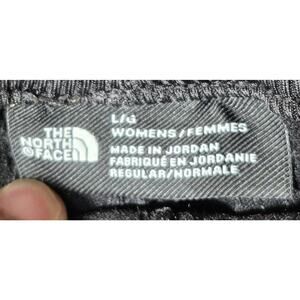 THE
NORTH
FACE
L/G
WOMENS/FEMMES
MADE IN JORDAN
FABRIQUÉ EN JORDANIE
REGULAR/NORMALE